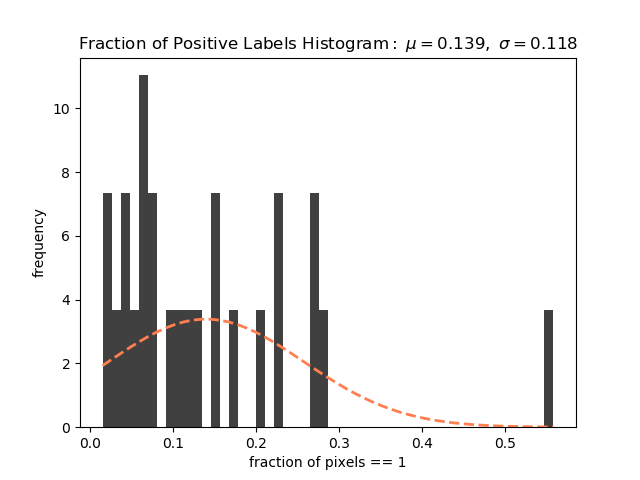 Fraction of Positive Labels Histogram : μ = 0.139, σ = 0.118
frequency
10
8
6
4
2
0
0.0 0.1 0.2 0.3 0.4 0.5
fraction of pixels == 1